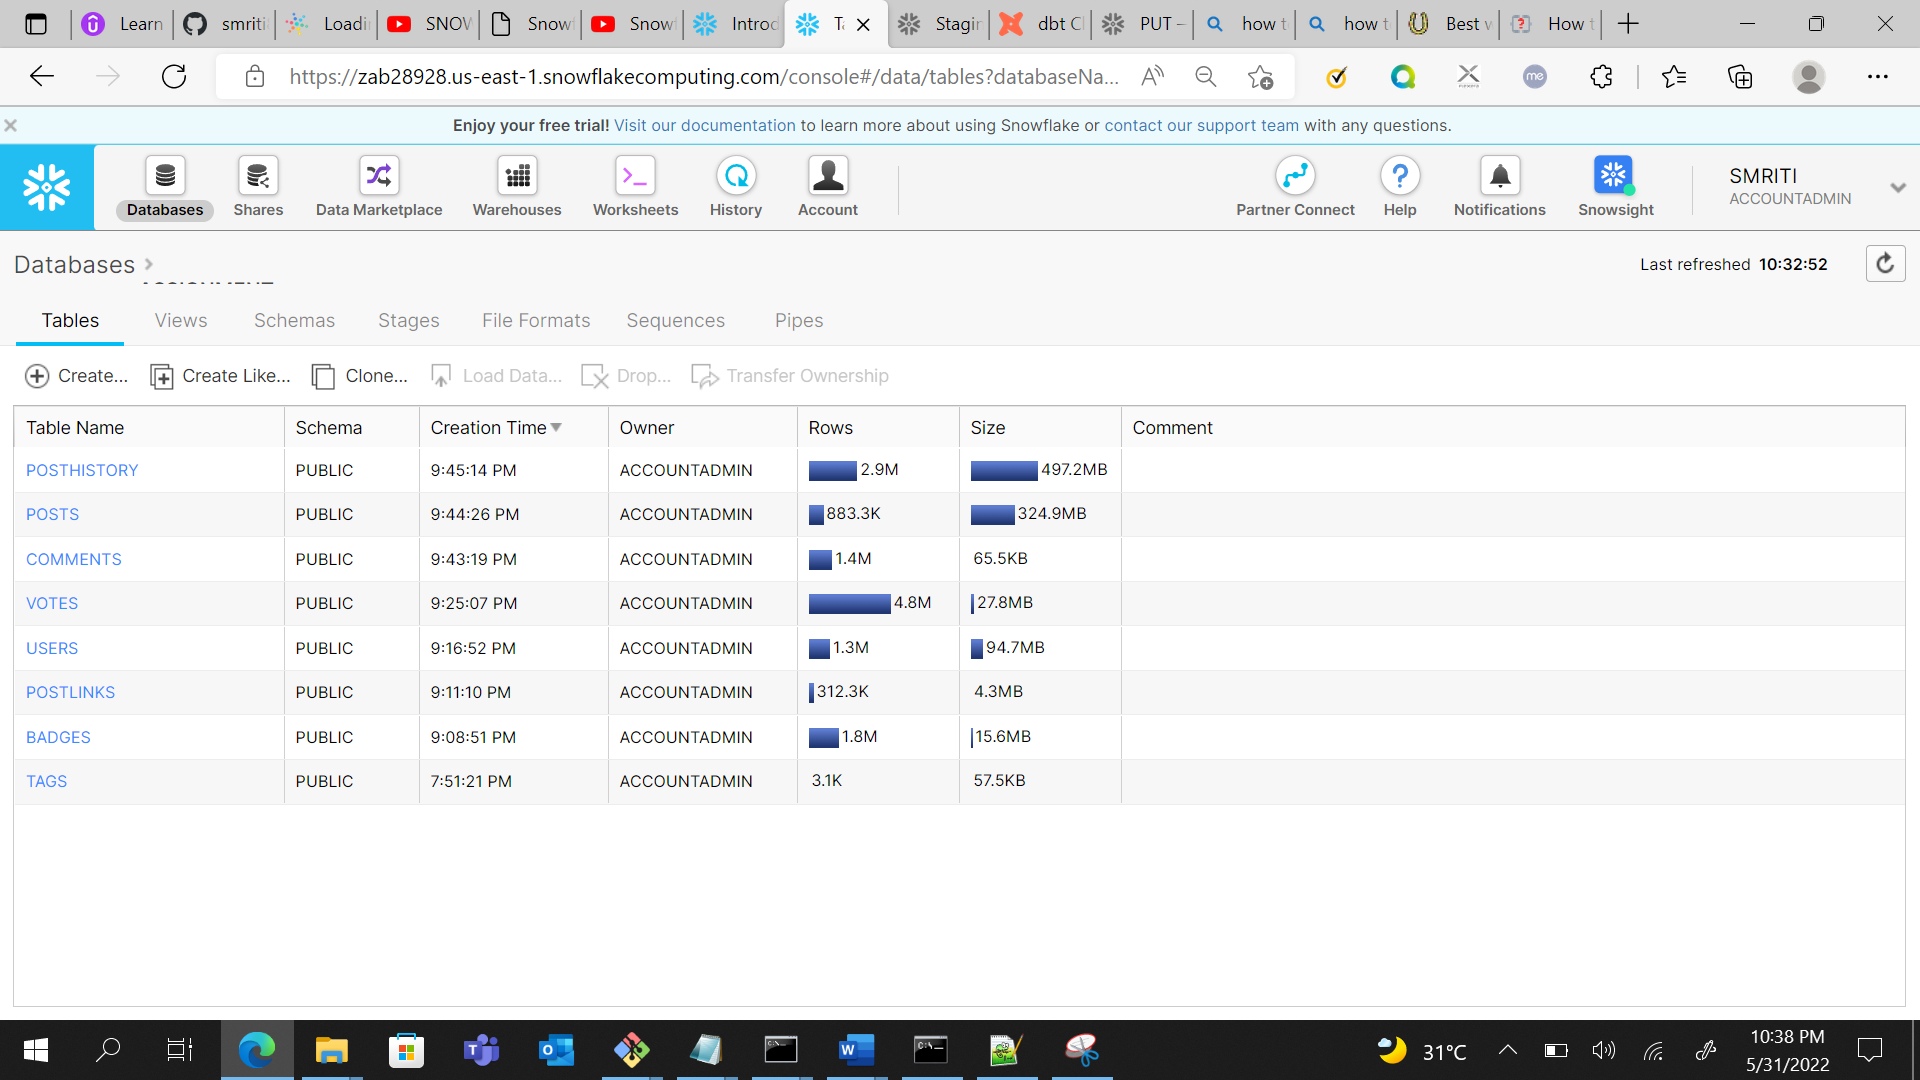 Learn
smriti
Loadi
SNOW
Snowf
Snowf
Introd
Ta
Stagin
dbt Cl
PUT —
how t
how t
Best w
How t
https://zab28928.us-east-1.snowflakecomputing.com/console#/data/tables?databaseNa...
Enjoy your free trial! Visit our documentation to learn more about using Snowflake or contact our support team with any questions.
Databases
Shares
Data Marketplace
Warehouses
Worksheets
History
Account
Partner Connect
Help
Notifications
Snowsight
SMRITI
ACCOUNTADMIN
Databases
Last refreshed 10:32:52
Tables Views Schemas Stages File Formats Sequences Pipes
Create... Create Like... Clone... Load Data... Drop... Transfer Ownership
Table Name Schema Creation Time Owner Rows Size Comment
POSTHISTORY PUBLIC 9:45:14 PM ACCOUNTADMIN 2.9M 497.2MB
POSTS PUBLIC 9:44:26 PM ACCOUNTADMIN 883.3K 324.9MB
COMMENTS PUBLIC 9:43:19 PM ACCOUNTADMIN 1.4M 65.5KB
VOTES PUBLIC 9:25:07 PM ACCOUNTADMIN 4.8M 27.8MB
USERS PUBLIC 9:16:52 PM ACCOUNTADMIN 1.3M 94.7MB
POSTLINKS PUBLIC 9:11:10 PM ACCOUNTADMIN 312.3K 4.3MB
BADGES PUBLIC 9:08:51 PM ACCOUNTADMIN 1.8M 15.6MB
TAGS PUBLIC 7:51:21 PM ACCOUNTADMIN 3.1K 57.5KB
31°C
10:38 PM
5/31/2022